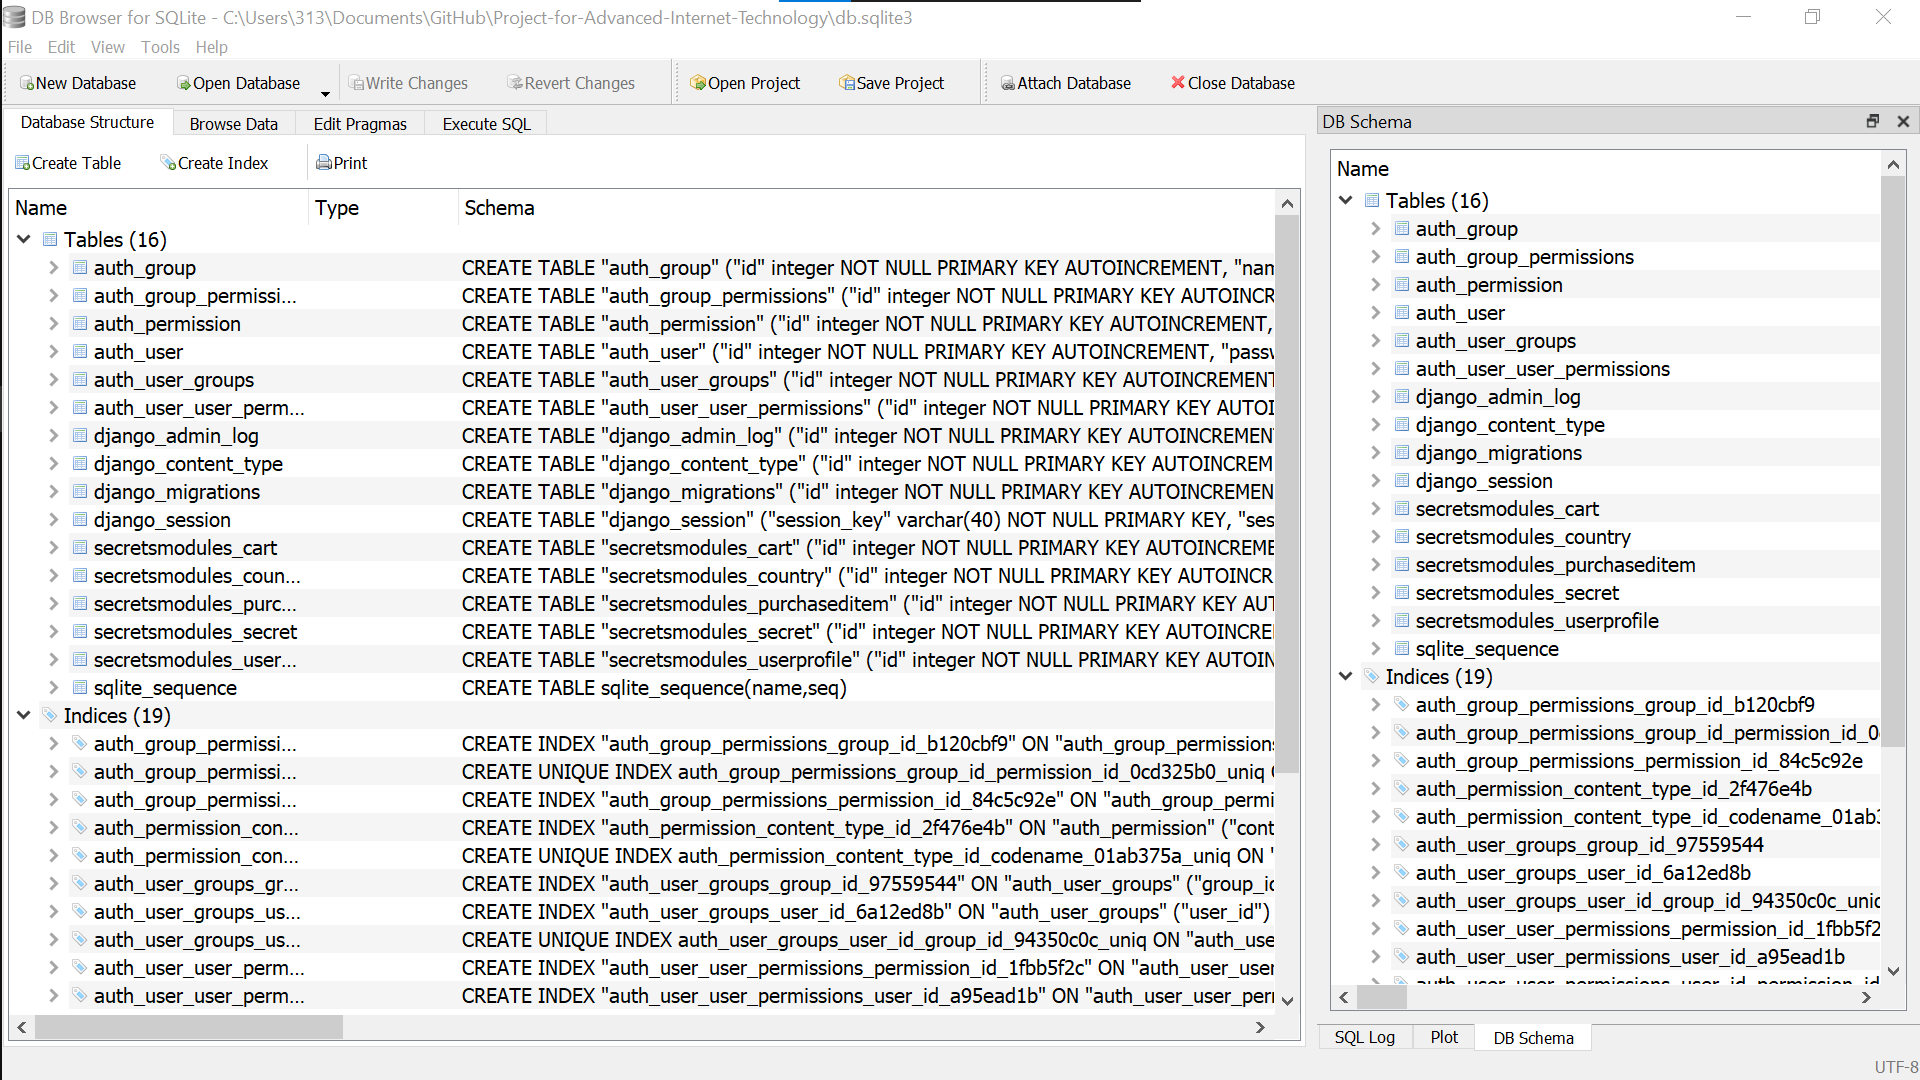 DB Browser for SQLite - C:\Users\313\Documents\GitHub\Project-for-Advanced-Internet-Technology\db.sqlite3
File Edit View Tools Help
New Database Open Database Write Changes Revert Changes Open Project Save Project Attach Database Close Database
Database Structure Browse Data Edit Pragmas Execute SQL
Create Table Create Index Print
Name Type Schema
Tables (16)
auth_group CREATE TABLE "auth_group" ("id" integer NOT NULL PRIMARY KEY AUTOINCREMENT, "nam
auth_group_permissi... CREATE TABLE "auth_group_permissions" ("id" integer NOT NULL PRIMARY KEY AUTOINCR
auth_permission CREATE TABLE "auth_permission" ("id" integer NOT NULL PRIMARY KEY AUTOINCREMENT,
auth_user CREATE TABLE "auth_user" ("id" integer NOT NULL PRIMARY KEY AUTOINCREMENT, "passw
auth_user_groups CREATE TABLE "auth_user_groups" ("id" integer NOT NULL PRIMARY KEY AUTOINCREMENT
auth_user_user_perm... CREATE TABLE "auth_user_user_permissions" ("id" integer NOT NULL PRIMARY KEY AUTOI
django_admin_log CREATE TABLE "django_admin_log" ("id" integer NOT NULL PRIMARY KEY AUTOINCREMEN
django_content_type CREATE TABLE "django_content_type" ("id" integer NOT NULL PRIMARY KEY AUTOINCREM
django_migrations CREATE TABLE "django_migrations" ("id" integer NOT NULL PRIMARY KEY AUTOINCREMEN
django_session CREATE TABLE "django_session" ("session_key" varchar(40) NOT NULL PRIMARY KEY, "ses
secretsmodules_cart CREATE TABLE "secretsmodules_cart" ("id" integer NOT NULL PRIMARY KEY AUTOINCREME
secretsmodules_coun... CREATE TABLE "secretsmodules_country" ("id" integer NOT NULL PRIMARY KEY AUTOINCR
secretsmodules_purc... CREATE TABLE "secretsmodules_purchaseditem" ("id" integer NOT NULL PRIMARY KEY AUT
secretsmodules_secret CREATE TABLE "secretsmodules_secret" ("id" integer NOT NULL PRIMARY KEY AUTOINCRE
secretsmodules_user... CREATE TABLE "secretsmodules_userprofile" ("id" integer NOT NULL PRIMARY KEY AUTOIN
sqlite_sequence CREATE TABLE sqlite_sequence(name,seq)
Indices (19)
auth_group_permissi... CREATE INDEX "auth_group_permissions_group_id_b120cbf9" ON "auth_group_permissions
auth_group_permissi... CREATE UNIQUE INDEX auth_group_permissions_group_id_permission_id_0cd325b0_uniq
auth_group_permissi... CREATE INDEX "auth_group_permissions_permission_id_84c5c92e" ON "auth_group_permi
auth_permission_con... CREATE INDEX "auth_permission_content_type_id_2f476e4b" ON "auth_permission" ("cont
auth_permission_con... CREATE UNIQUE INDEX auth_permission_content_type_id_codename_01ab375a_uniq ON "
auth_user_groups_gr... CREATE INDEX "auth_user_groups_group_id_97559544" ON "auth_user_groups" ("group_id
auth_user_groups_us... CREATE INDEX "auth_user_groups_user_id_6a12ed8b" ON "auth_user_groups" ("user_id")
auth_user_groups_us... CREATE UNIQUE INDEX auth_user_groups_user_id_group_id_94350c0c_uniq ON "auth_use
auth_user_user_perm... CREATE INDEX "auth_user_user_permissions_permission_id_1fbb5f2c" ON "auth_user_user
auth_user_user_perm... CREATE INDEX "auth_user_user_permissions_user_id_a95ead1b" ON "auth_user_user_per
DB Schema
Name
Tables (16)
auth_group
auth_group_permissions
auth_permission
auth_user
auth_user_groups
auth_user_user_permissions
django_admin_log
django_content_type
django_migrations
django_session
secretsmodules_cart
secretsmodules_country
secretsmodules_purchaseditem
secretsmodules_secret
secretsmodules_userprofile
sqlite_sequence
Indices (19)
auth_group_permissions_group_id_b120cbf9
auth_group_permissions_group_id_permission_id_0
auth_group_permissions_permission_id_84c5c92e
auth_permission_content_type_id_2f476e4b
auth_permission_content_type_id_codename_01ab3
auth_user_groups_group_id_97559544
auth_user_groups_user_id_6a12ed8b
auth_user_groups_user_id_group_id_94350c0c_uniq
auth_user_user_permissions_permission_id_1fbb5f2
auth_user_user_permissions_user_id_a95ead1b
auth_user_user_permissions_user_id_permission_id
SQL Log Plot DB Schema
UTF-8